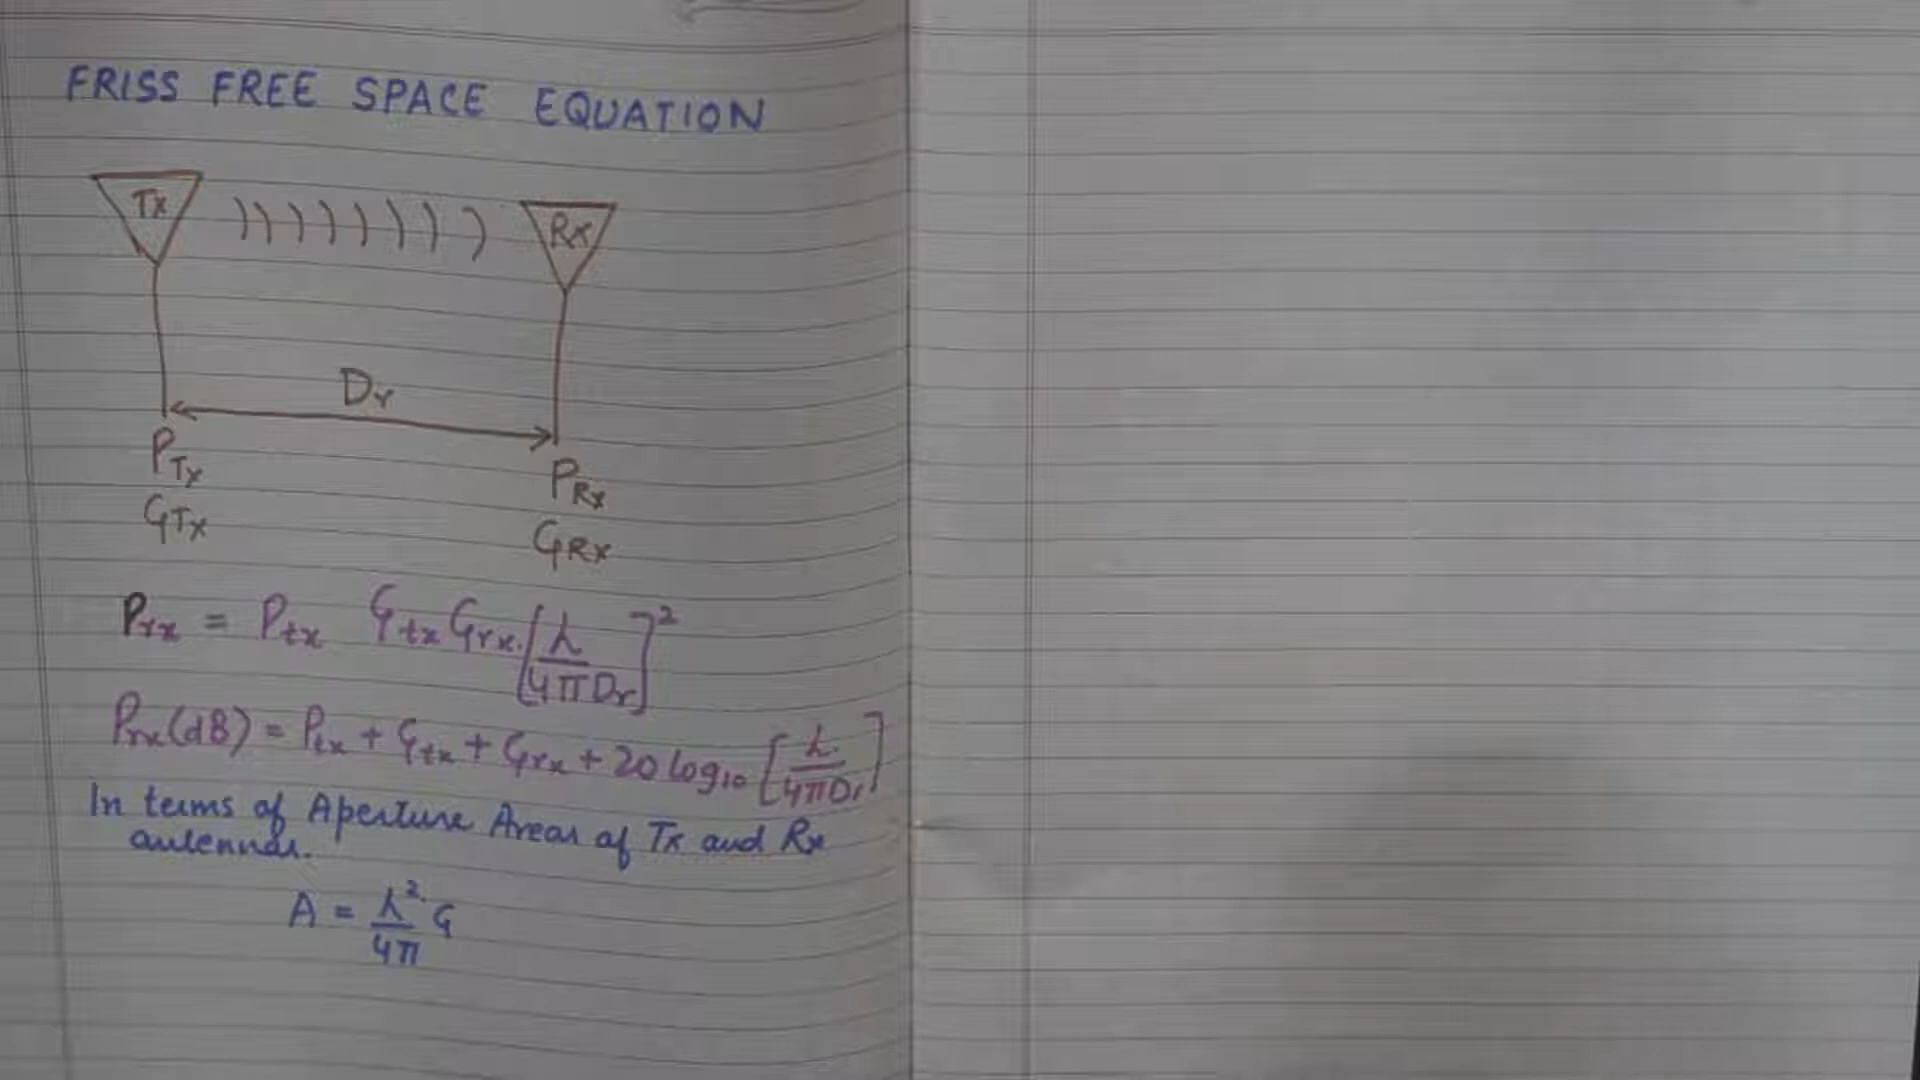 FRISS FREE SPACE EQUATION
Tx )))))))) Rx
Dr
PTx
GTx
PRx
GRx
Prx = Ptx Gtx Grx. [λ/4πDr]²
Prx(dB) = Ptx + Gtx + Grx + 20 log10 [λ/4πDr]
In terms of Aperture Areas of Tx and Rx
antennas.
A = λ²/4π G